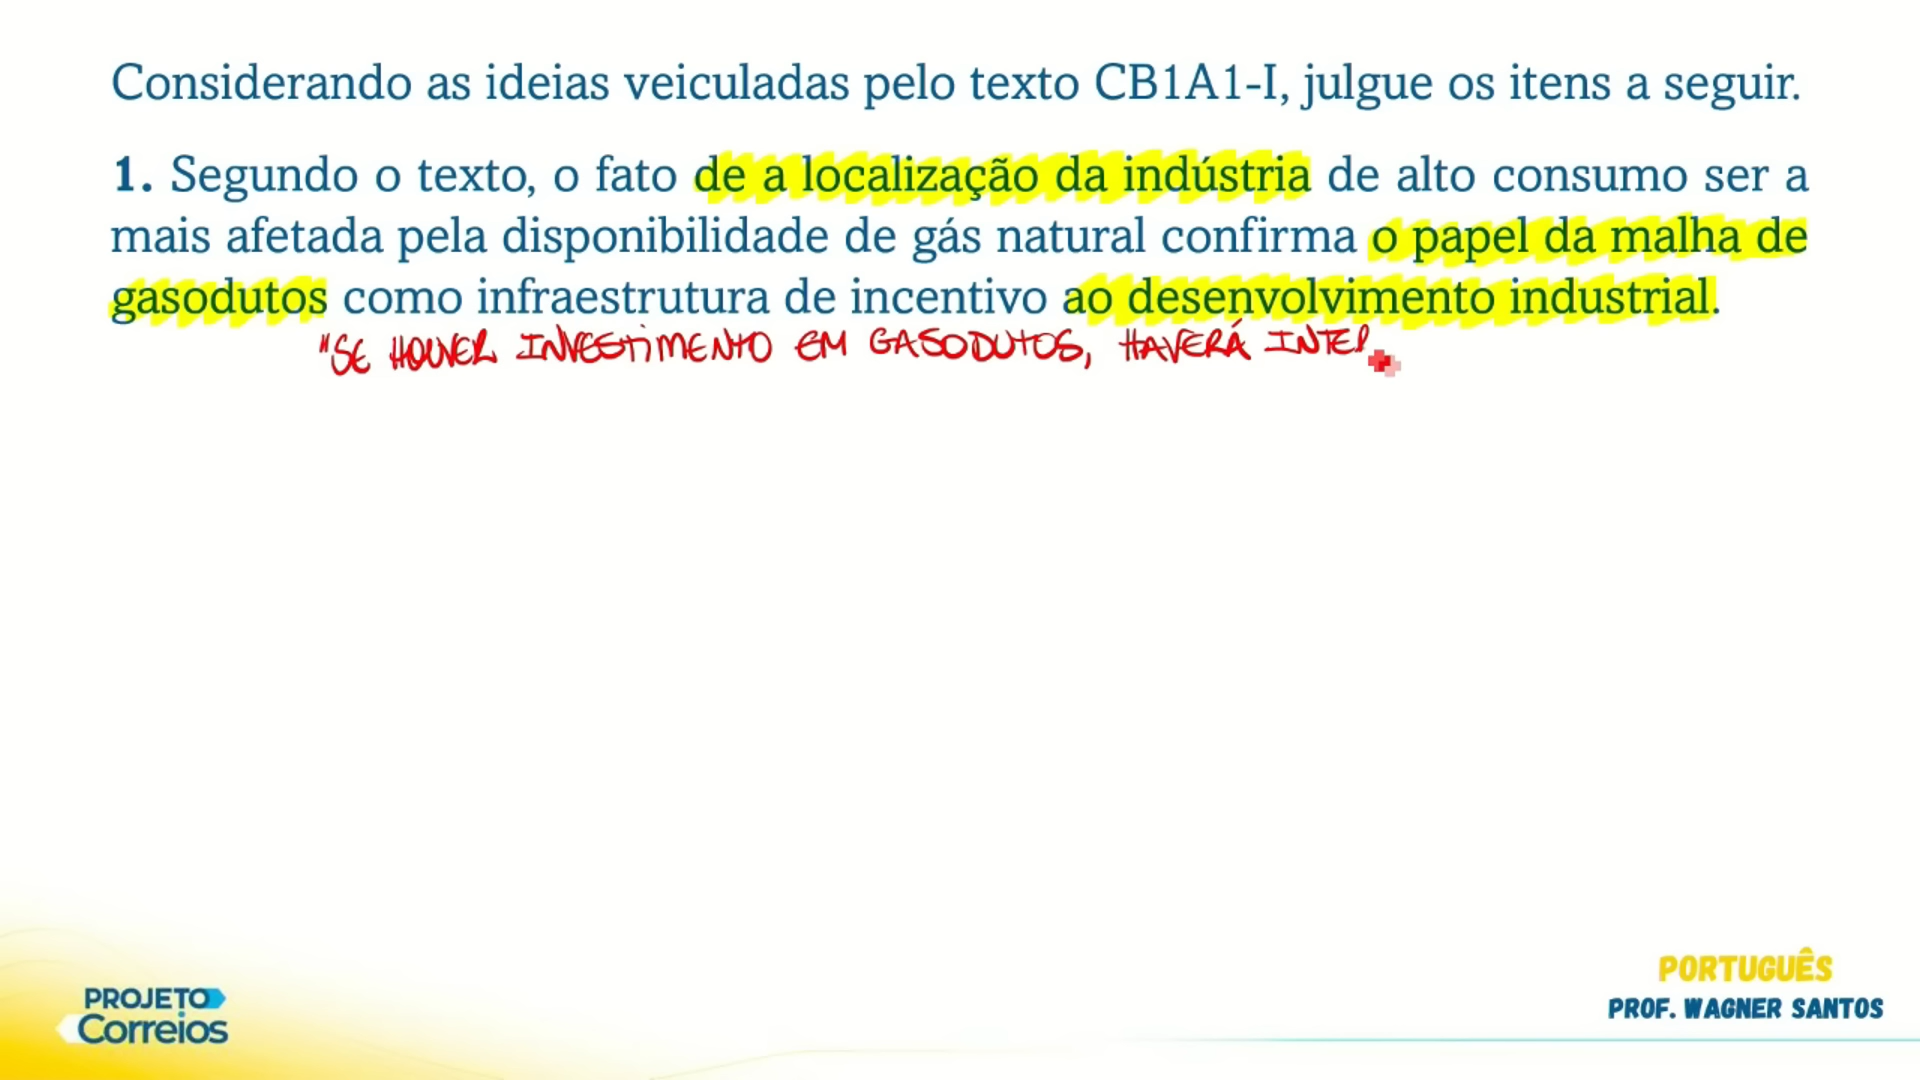 Considerando as ideias veiculadas pelo texto CB1A1-I, julgue os itens a seguir.
1. Segundo o texto, o fato de a localização da indústria de alto consumo ser a
mais afetada pela disponibilidade de gás natural confirma o papel da malha de
gasodutos como infraestrutura de incentivo ao desenvolvimento industrial.
"SE HOUVER INVESTIMENTO EM GASODUTOS, HAVERÁ INTER
PROJETO
Correios
PORTUGUÊS
PROF. WAGNER SANTOS